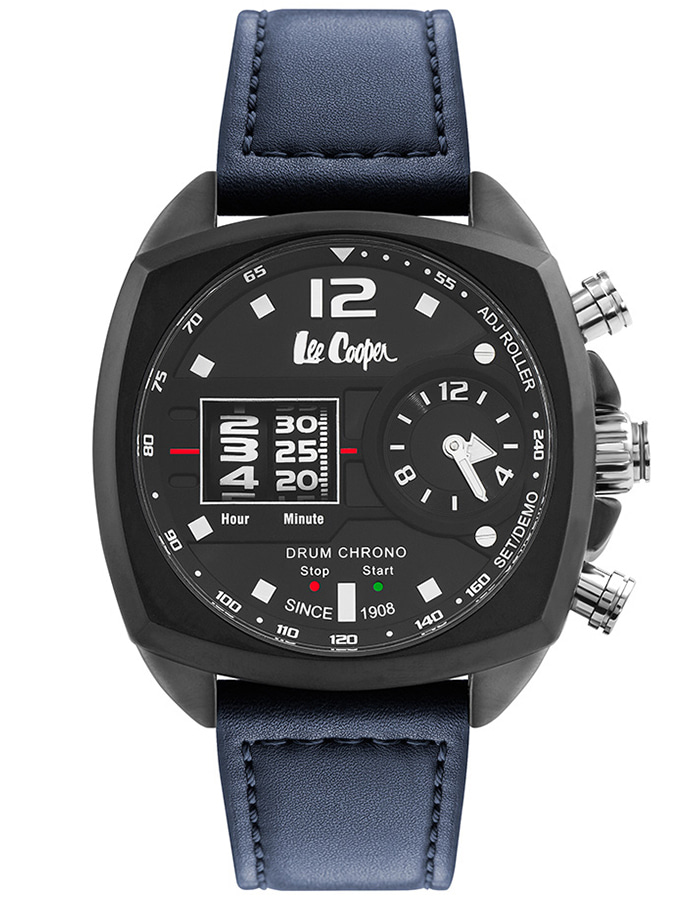 12
Lee Cooper
55
ADJ ROLLER
240
SET/DEMO
160
140
120
110
100
90
80
75
70
65
2 30
3 25
4 20
Hour Minute
12
4
8
DRUM CHRONO
Stop Start
SINCE 1908